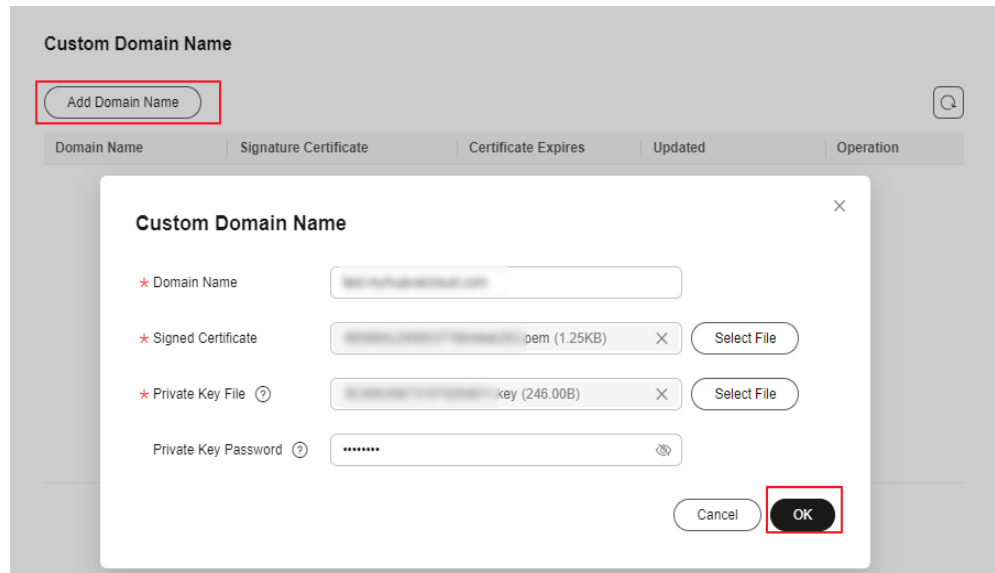 Custom Domain Name
Add Domain Name
Domain Name Signature Certificate Certificate Expires Updated Operation
Custom Domain Name
* Domain Name
* Signed Certificate pem (1.25KB) Select File
* Private Key File ? key (246.00B) Select File
Private Key Password ? ••••••••
Cancel OK